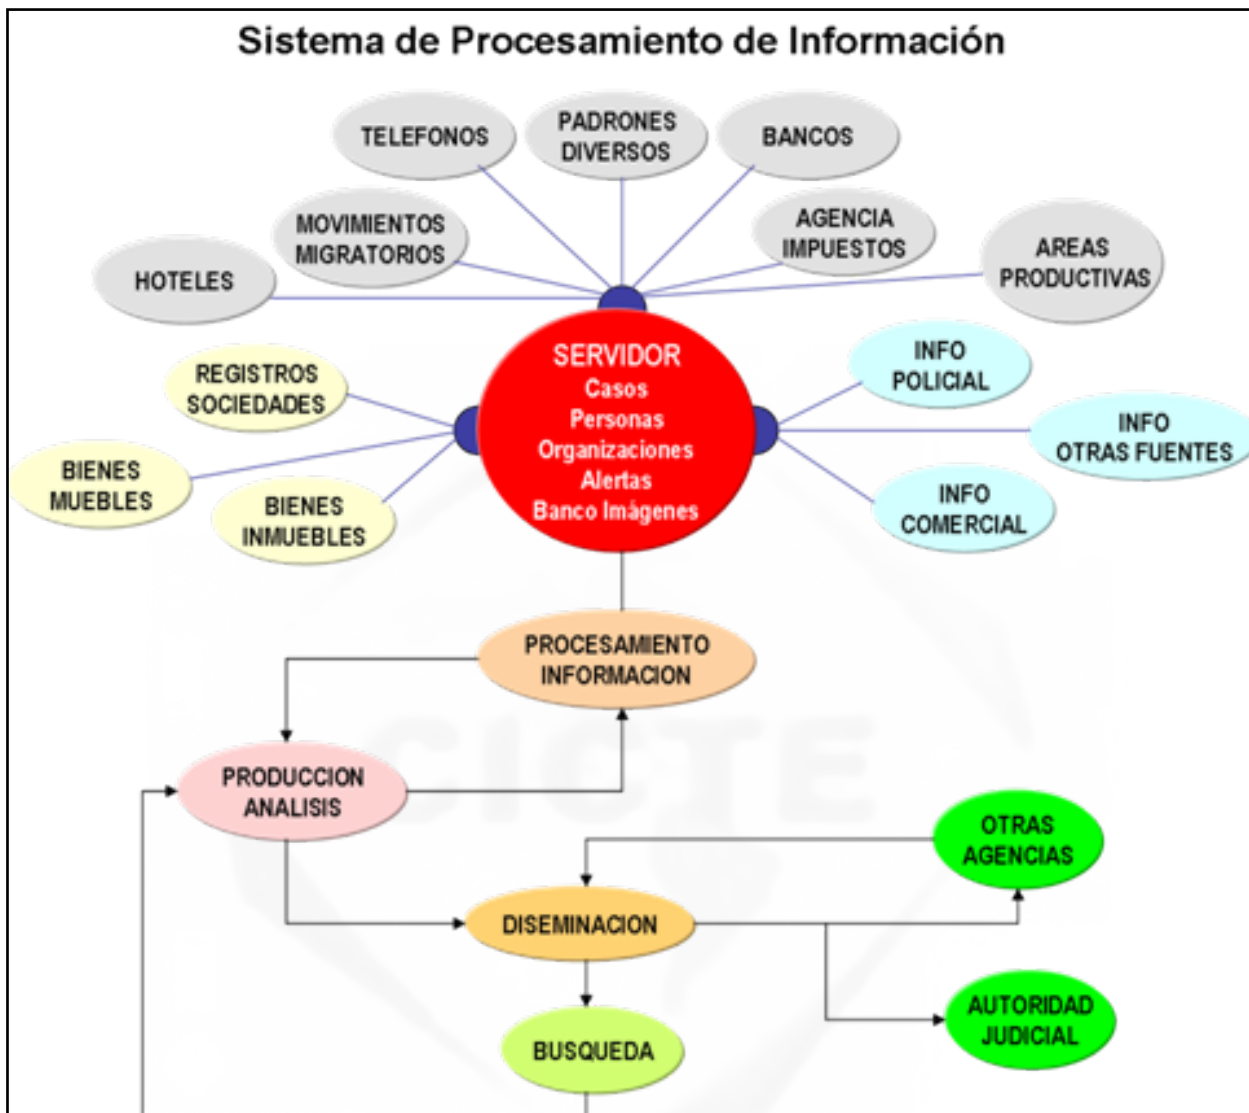 Sistema de Procesamiento de Información
TELEFONOS
PADRONES
DIVERSOS
BANCOS
MOVIMIENTOS
MIGRATORIOS
AGENCIA
IMPUESTOS
HOTELES
AREAS
PRODUCTIVAS
SERVIDOR
Casos
Personas
Organizaciones
Alertas
Banco Imágenes
REGISTROS
SOCIEDADES
BIENES
MUEBLES
BIENES
INMUEBLES
INFO
POLICIAL
INFO
OTRAS FUENTES
INFO
COMERCIAL
PROCESAMIENTO
INFORMACION
CICTE
PRODUCCION
ANALISIS
OTRAS
AGENCIAS
DISEMINACION
AUTORIDAD
JUDICIAL
BUSQUEDA